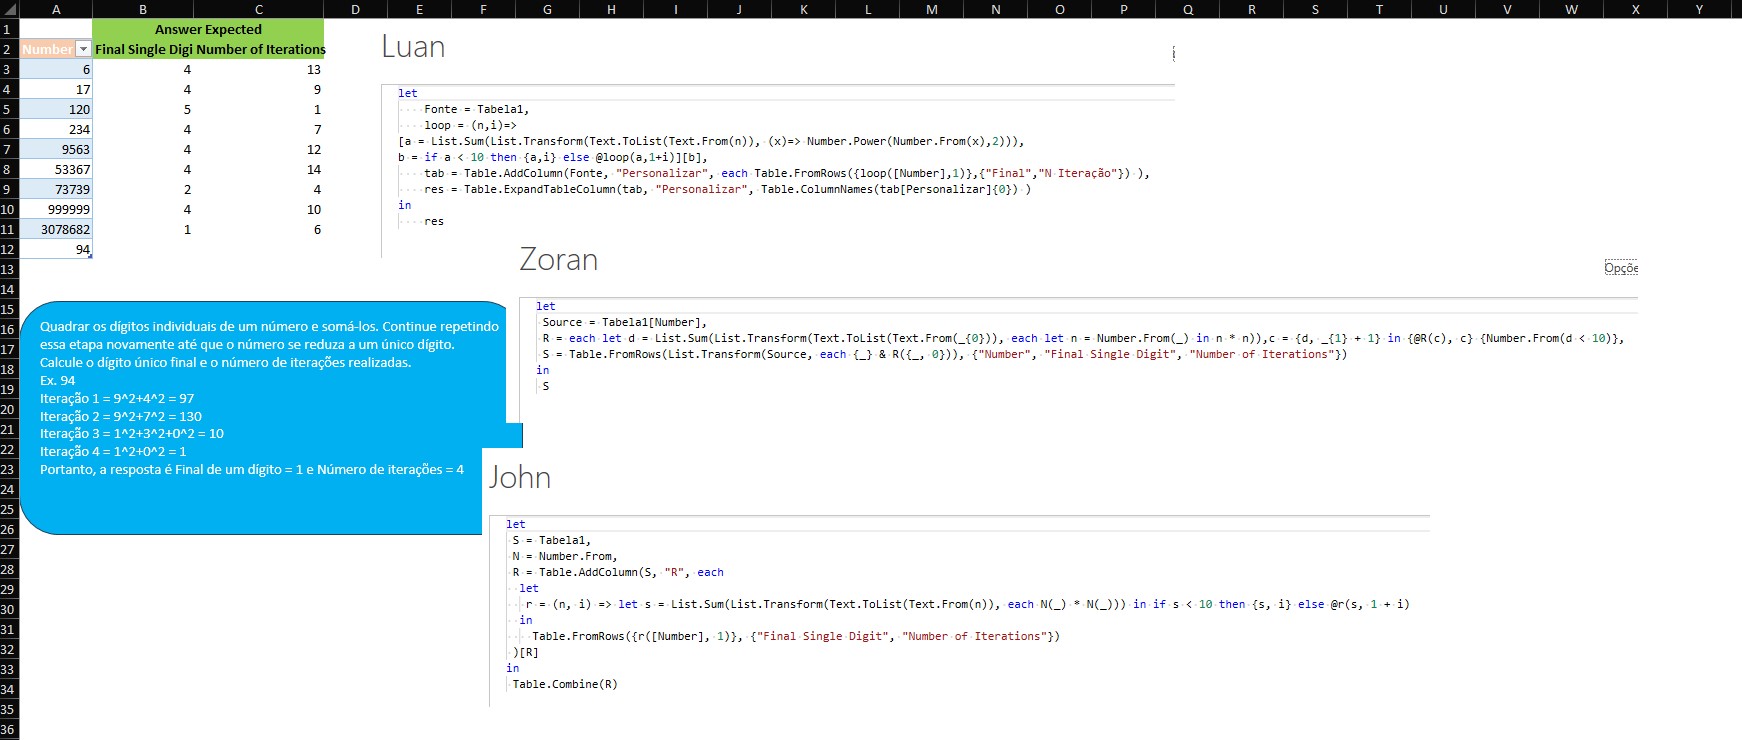 A B C D E F G H I J K L M N O P Q R S T U V W X Y
1 Answer Expected
2 Number Final Single Digi Number of Iterations
3 6 4 13
4 17 4 9
5 120 5 1
6 234 4 7
7 9563 4 12
8 53367 4 14
9 73739 2 4
10 999999 4 10
11 3078682 1 6
12 94
13
14
15
16
17
18
19
20
21
22
23
24
25
26
27
28
29
30
31
32
33
34
35
36
Luan
let
Fonte = Tabela1,
loop = (n,i)=>
[a = List.Sum(List.Transform(Text.ToList(Text.From(n)), (x)=> Number.Power(Number.From(x),2))),
b = if a < 10 then {a,i} else @loop(a,1+i)][b],
tab = Table.AddColumn(Fonte, "Personalizar", each Table.FromRows({loop([Number],1)},{"Final","N Iteração"}) ),
res = Table.ExpandTableColumn(tab, "Personalizar", Table.ColumnNames(tab[Personalizar]{0}) )
in
res
Zoran
Opçõe
let
Source = Tabela1[Number],
R = each let d = List.Sum(List.Transform(Text.ToList(Text.From(_{0})), each let n = Number.From(_) in n * n)),c = {d, _{1} + 1} in {@R(c), c} {Number.From(d < 10)},
S = Table.FromRows(List.Transform(Source, each {_} & R({_, 0})), {"Number", "Final Single Digit", "Number of Iterations"})
in
S
Quadrar os dígitos individuais de um número e somá-los. Continue repetindo
essa etapa novamente até que o número se reduza a um único dígito.
Calcule o dígito único final e o número de iterações realizadas.
Ex. 94
Iteração 1 = 9^2+4^2 = 97
Iteração 2 = 9^2+7^2 = 130
Iteração 3 = 1^2+3^2+0^2 = 10
Iteração 4 = 1^2+0^2 = 1
Portanto, a resposta é Final de um dígito = 1 e Número de iterações = 4
John
let
S = Tabela1,
N = Number.From,
R = Table.AddColumn(S, "R", each
let
r = (n, i) => let s = List.Sum(List.Transform(Text.ToList(Text.From(n)), each N(_) * N(_))) in if s < 10 then {s, i} else @r(s, 1 + i)
in
Table.FromRows({r([Number], 1)}, {"Final Single Digit", "Number of Iterations"})
)[R]
in
Table.Combine(R)